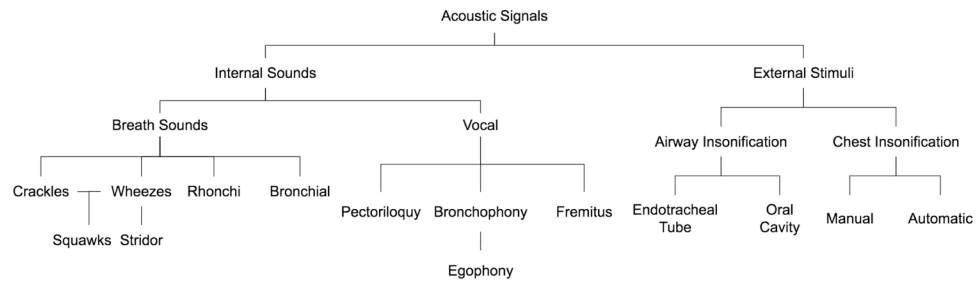 Acoustic Signals
Internal Sounds
External Stimuli
Breath Sounds
Vocal
Airway Insonification
Chest Insonification
Crackles
Wheezes
Rhonchi
Bronchial
Pectoriloquy
Bronchophony
Fremitus
Endotracheal
Tube
Oral
Cavity
Manual
Automatic
Squawks
Stridor
Egophony